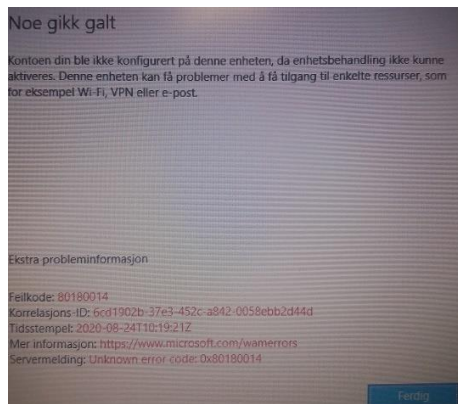 Noe gikk galt
Kontoen din ble ikke konfigurert på denne enheten, da enhetsbehandling ikke kunne
aktiveres. Denne enheten kan få problemer med å få tilgang til enkelte ressurser, som
for eksempel Wi-Fi, VPN eller e-post.
Ekstra probleminformasjon
Feilkode: 80180014
Korrelasjons-ID: 6cd1902b-37e3-452c-a842-0058ebb2d44d
Tidsstempel: 2020-08-24T10:19:21Z
Mer informasjon: https://www.microsoft.com/wamerrors
Servermelding: Unknown error code: 0x80180014
Ferdig